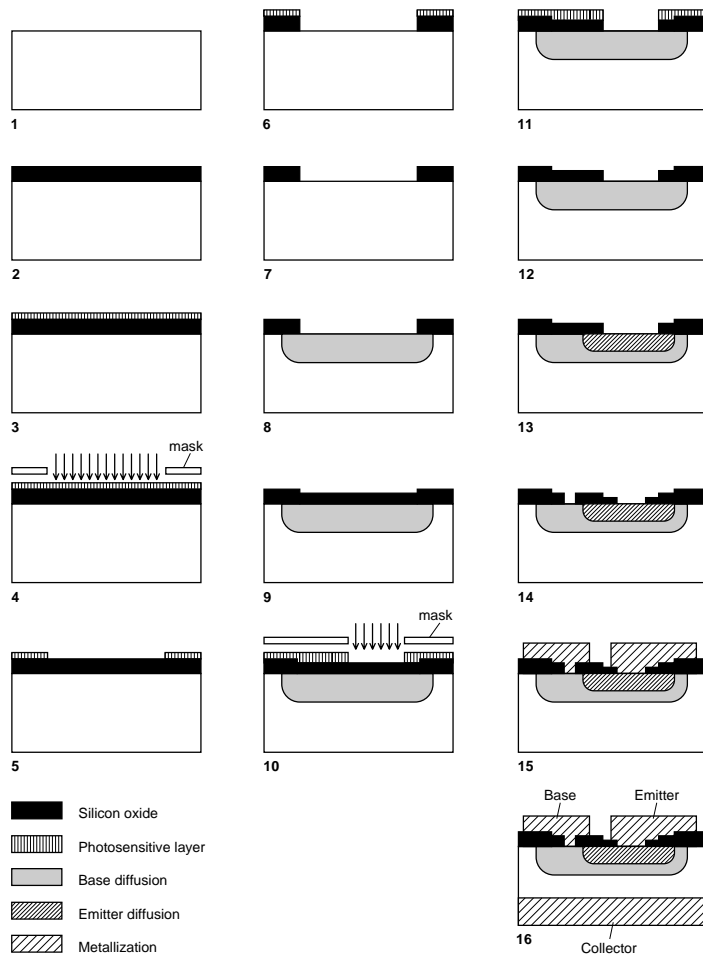 1
2
3
mask
4
5
6
7
8
9
mask
10
11
12
13
14
15
Base Emitter
16
Collector
Silicon oxide
Photosensitive layer
Base diffusion
Emitter diffusion
Metallization